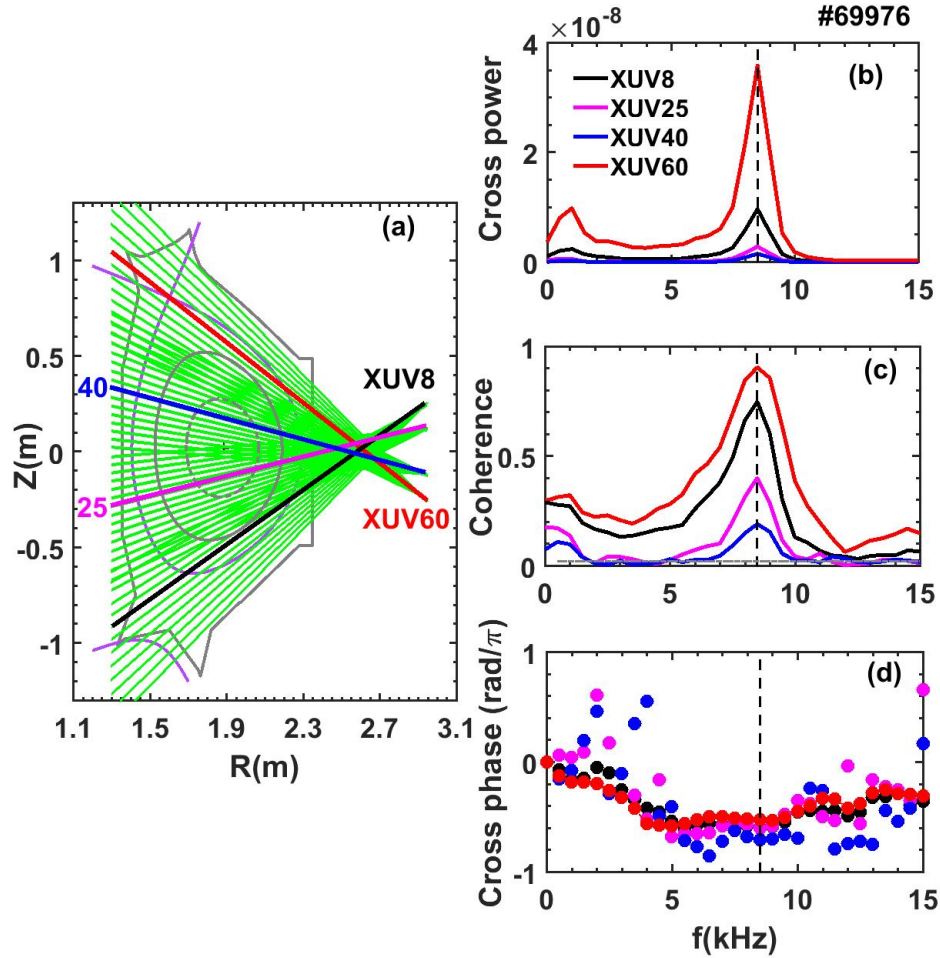 #69976
×10⁻⁸
(b)
Cross power
4
2
0
XUV8
XUV25
XUV40
XUV60
0 5 10 15
(a)
Z(m)
1
0.5
0
-0.5
-1
40
25
XUV8
XUV60
1.1 1.5 1.9 2.3 2.7 3.1
R(m)
(c)
Coherence
1
0.5
0
0 5 10 15
(d)
Cross phase (rad/π)
1
0
-1
0 5 10 15
f(kHz)